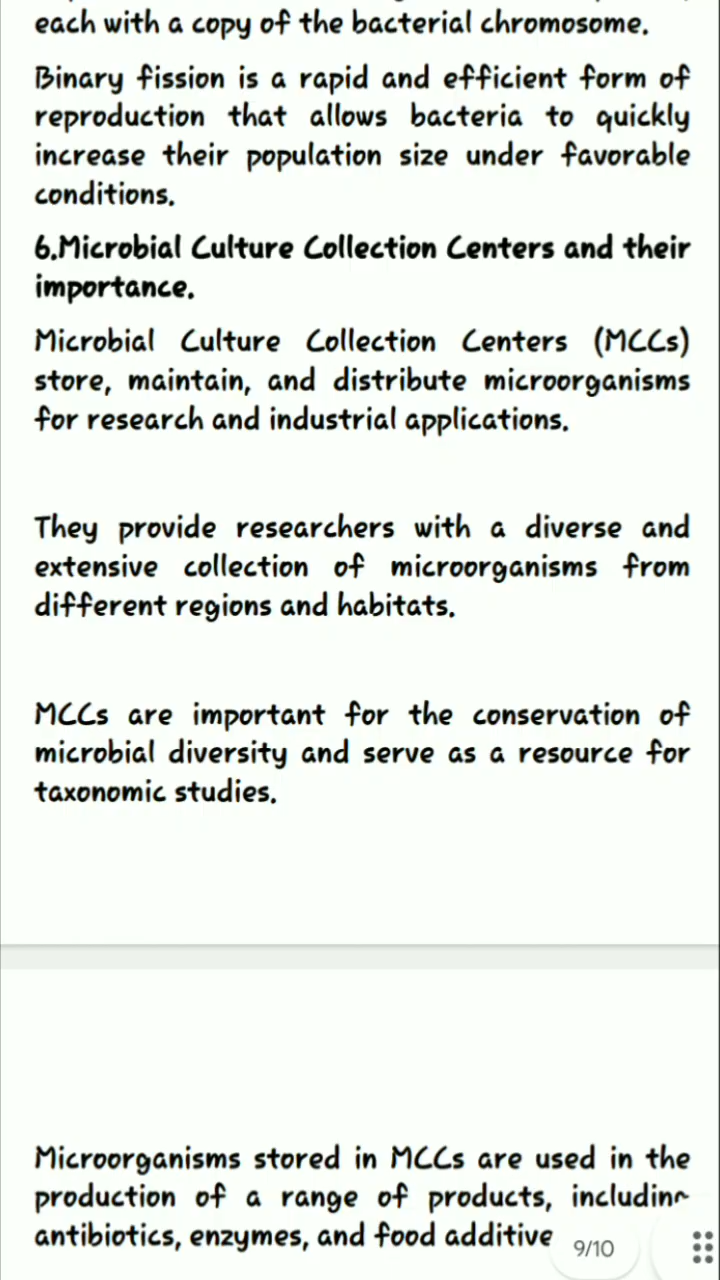 each with a copy of the bacterial chromosome.
Binary fission is a rapid and efficient form of
reproduction that allows bacteria to quickly
increase their population size under favorable
conditions.
6.Microbial Culture Collection Centers and their
importance.
Microbial Culture Collection Centers (MCCs)
store, maintain, and distribute microorganisms
for research and industrial applications.
They provide researchers with a diverse and
extensive collection of microorganisms from
different regions and habitats.
MCCs are important for the conservation of
microbial diversity and serve as a resource for
taxonomic studies.
Microorganisms stored in MCCs are used in the
production of a range of products, including
antibiotics, enzymes, and food additive
9/10